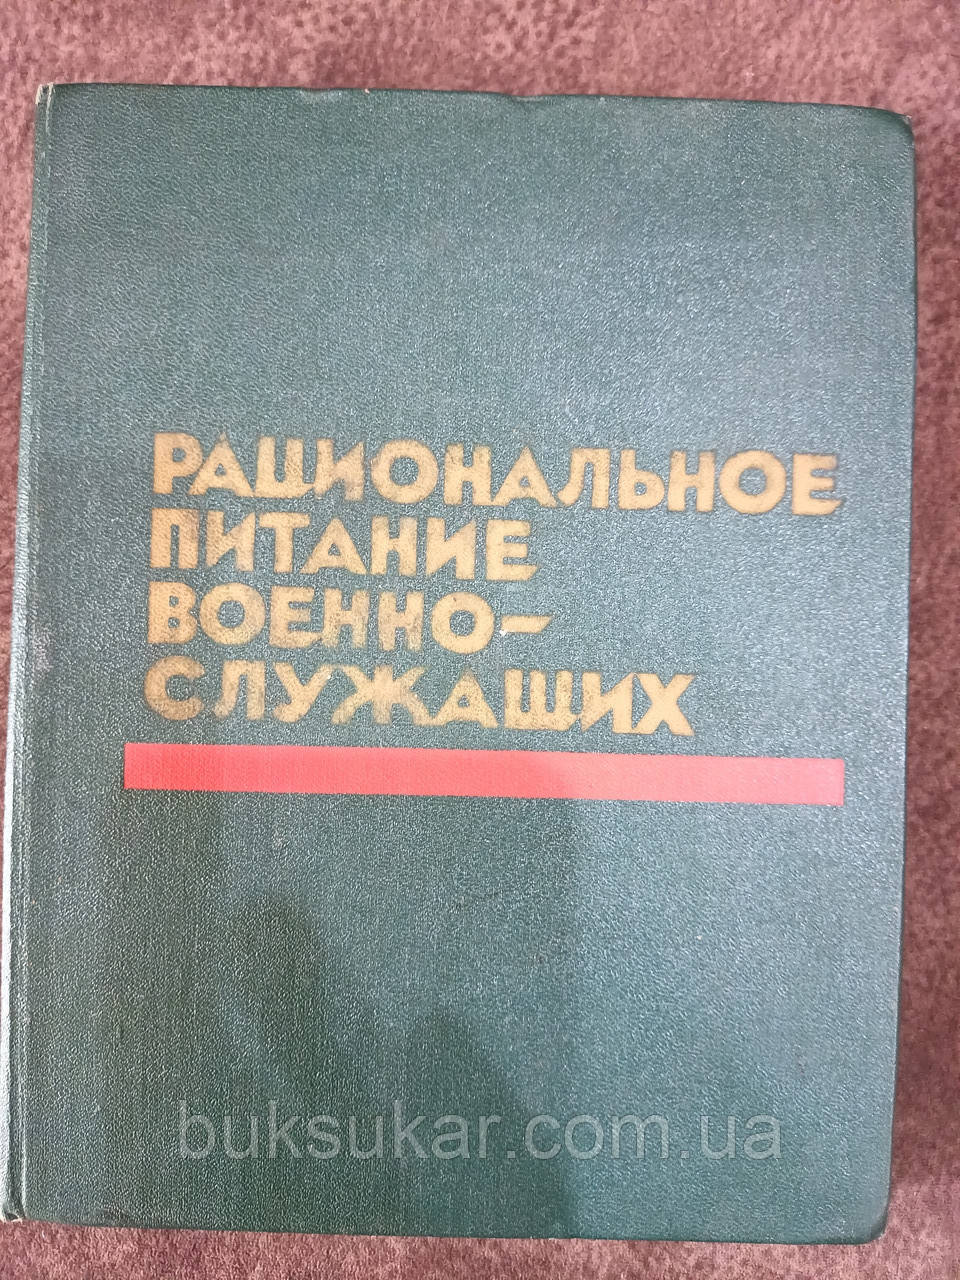 РАЦИОНАЛЬНОЕ
ПИТАНИЕ
ВОЕННО-
СЛУЖАЩИХ
buksukar.com.ua